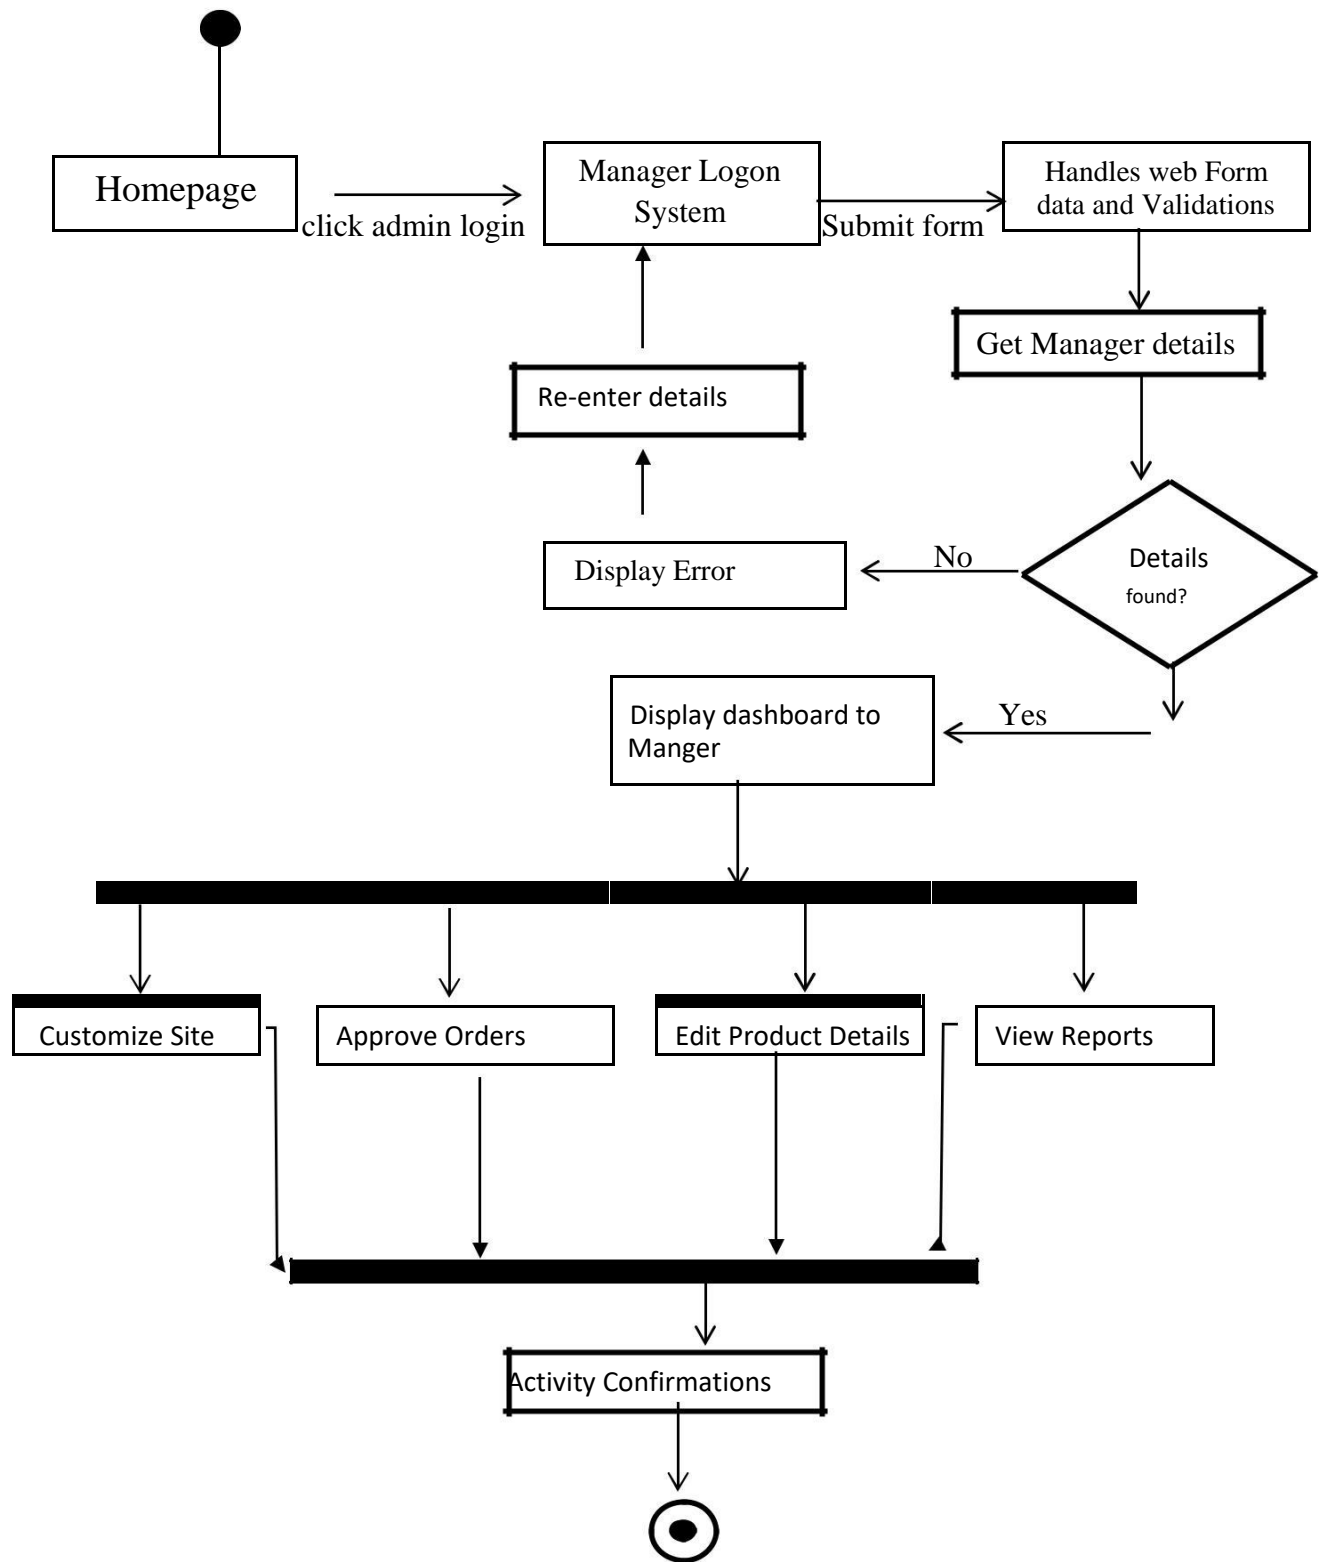 Homepage
click admin login
Manager Logon
System
Submit form
Handles web Form
data and Validations
Get Manager details
Re-enter details
Details
found?
No
Display Error
Yes
Display dashboard to
Manger
Customize Site
Approve Orders
Edit Product Details
View Reports
Activity Confirmations